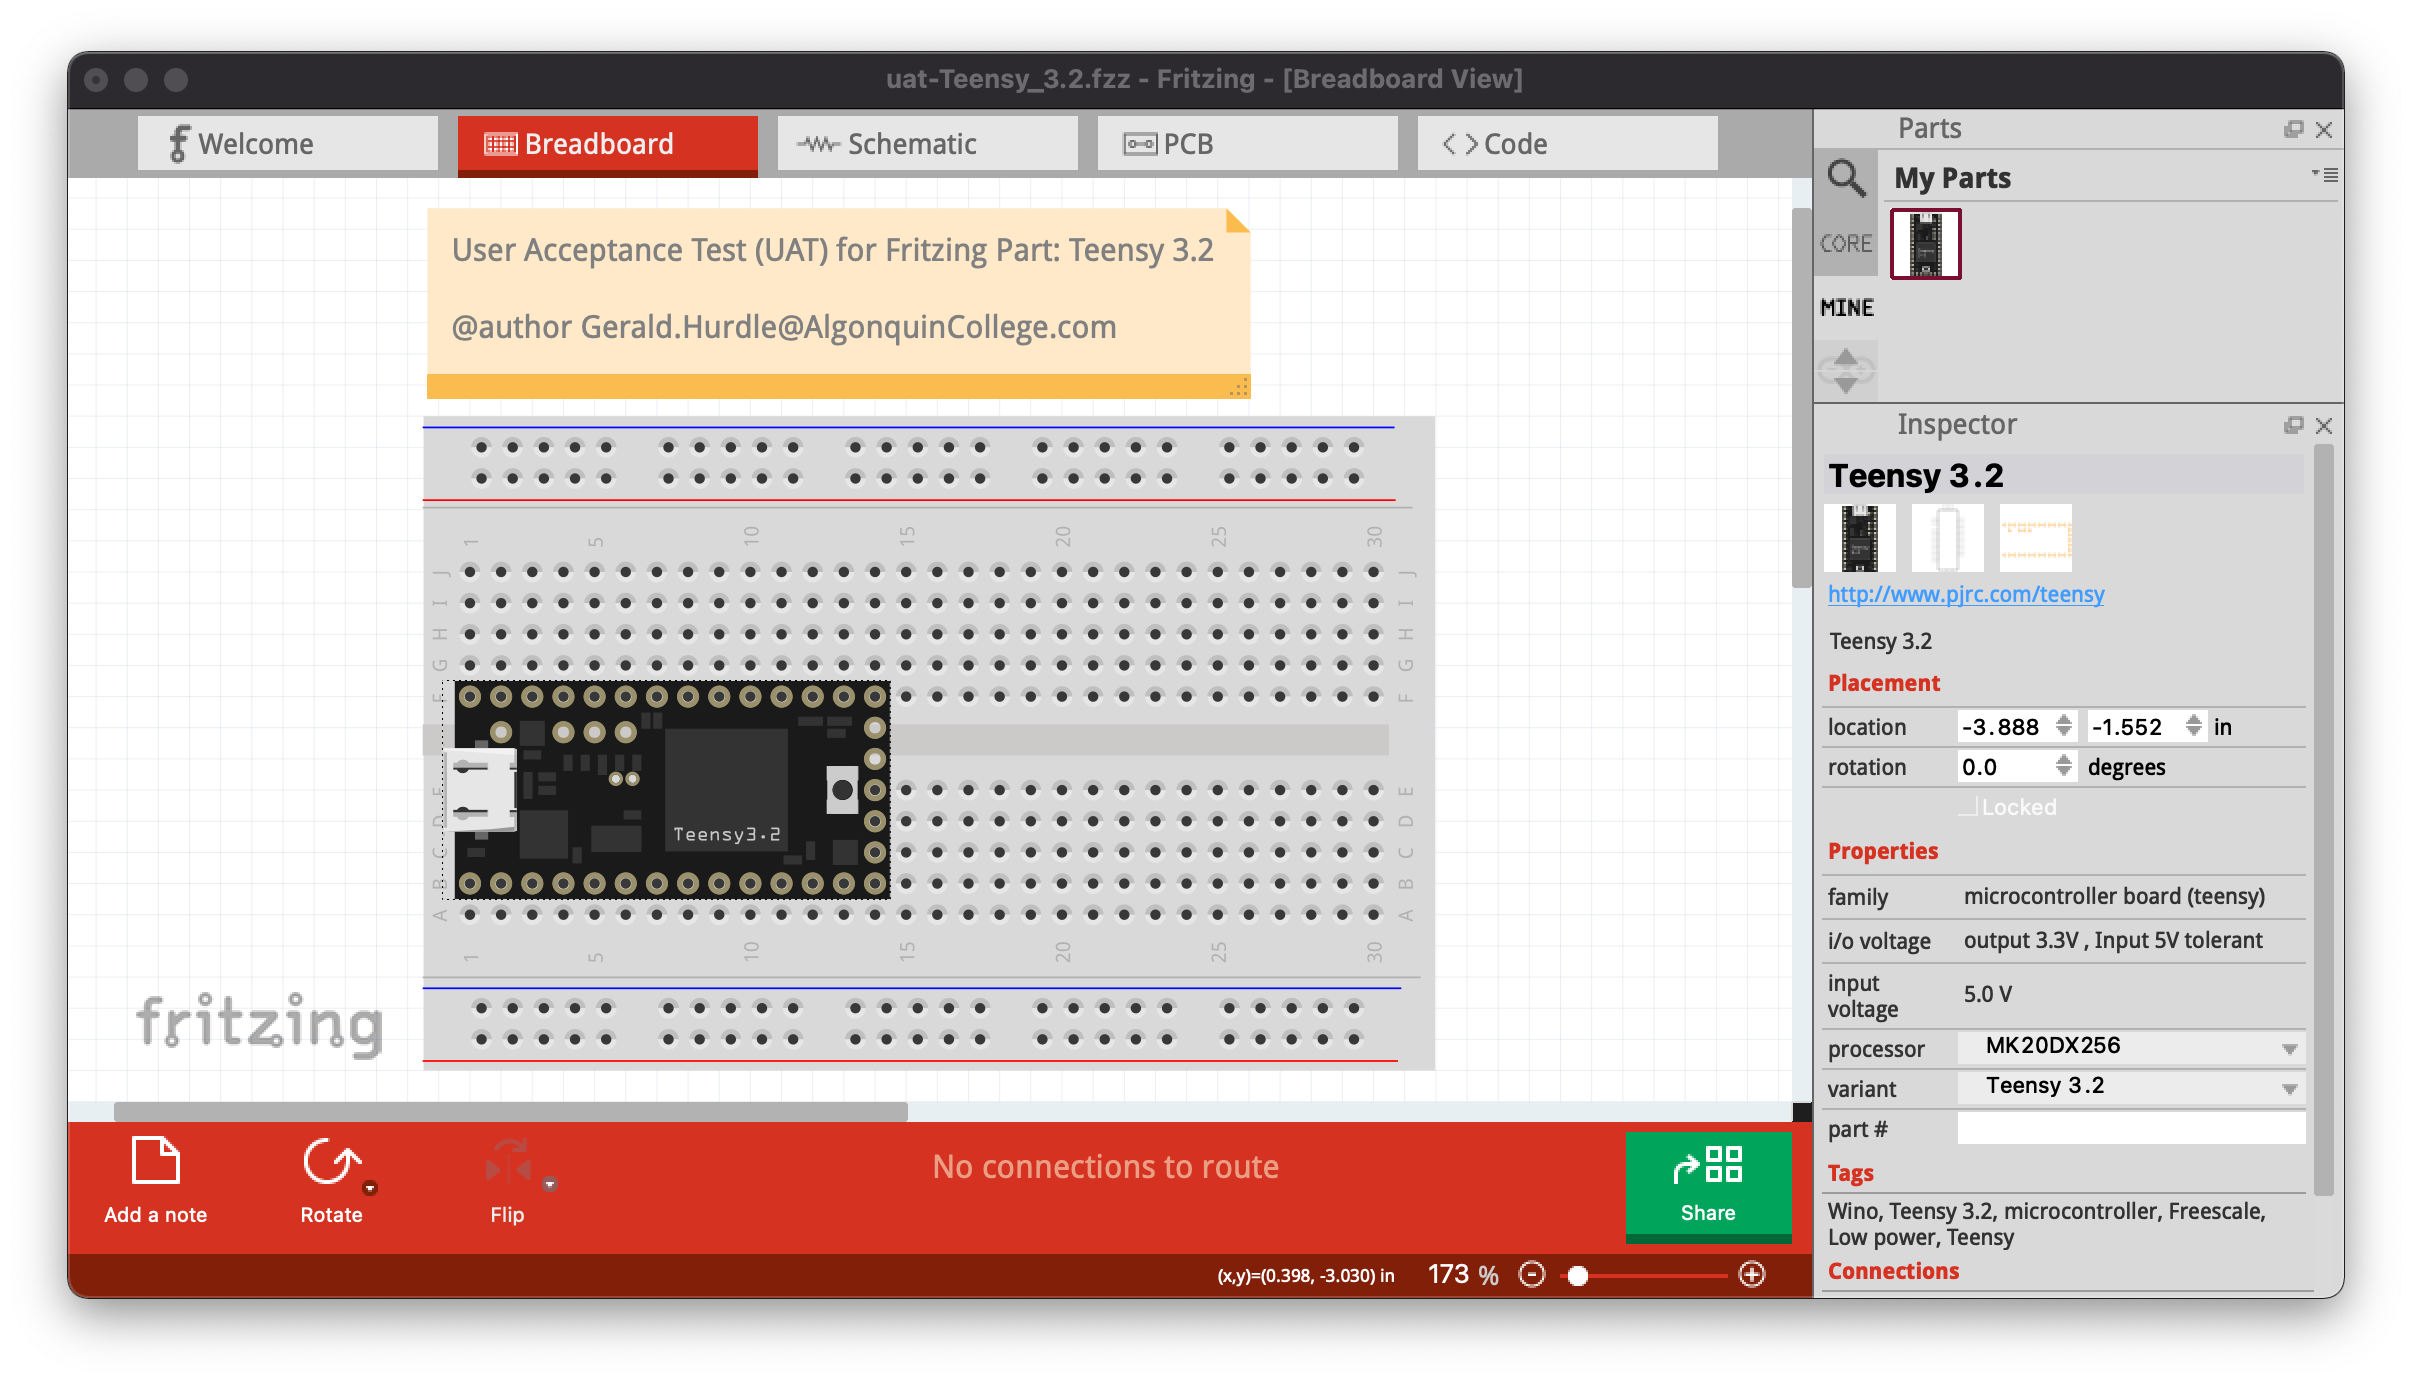 uat-Teensy_3.2.fzz - Fritzing - [Breadboard View]
Welcome
Breadboard
Schematic
PCB
Code
User Acceptance Test (UAT) for Fritzing Part: Teensy 3.2
@author Gerald.Hurdle@AlgonquinCollege.com
1 5 10 15 20 25 30
J J
I I
H H
G G
F F
Teensy3.2
E E
D D
C C
B B
A A
1 5 10 15 20 25 30
fritzing
Add a note
Rotate
Flip
No connections to route
Share
(x,y)=(0.398, -3.030) in
173 %
Parts
My Parts
CORE
MINE
Inspector
Teensy 3.2
http://www.pjrc.com/teensy
Teensy 3.2
Placement
location -3.888 -1.552 in
rotation 0.0 degrees
Locked
Properties
family microcontroller board (teensy)
i/o voltage output 3.3V , Input 5V tolerant
input
voltage 5.0 V
processor MK20DX256
variant Teensy 3.2
part #
Tags
Wino, Teensy 3.2, microcontroller, Freescale,
Low power, Teensy
Connections